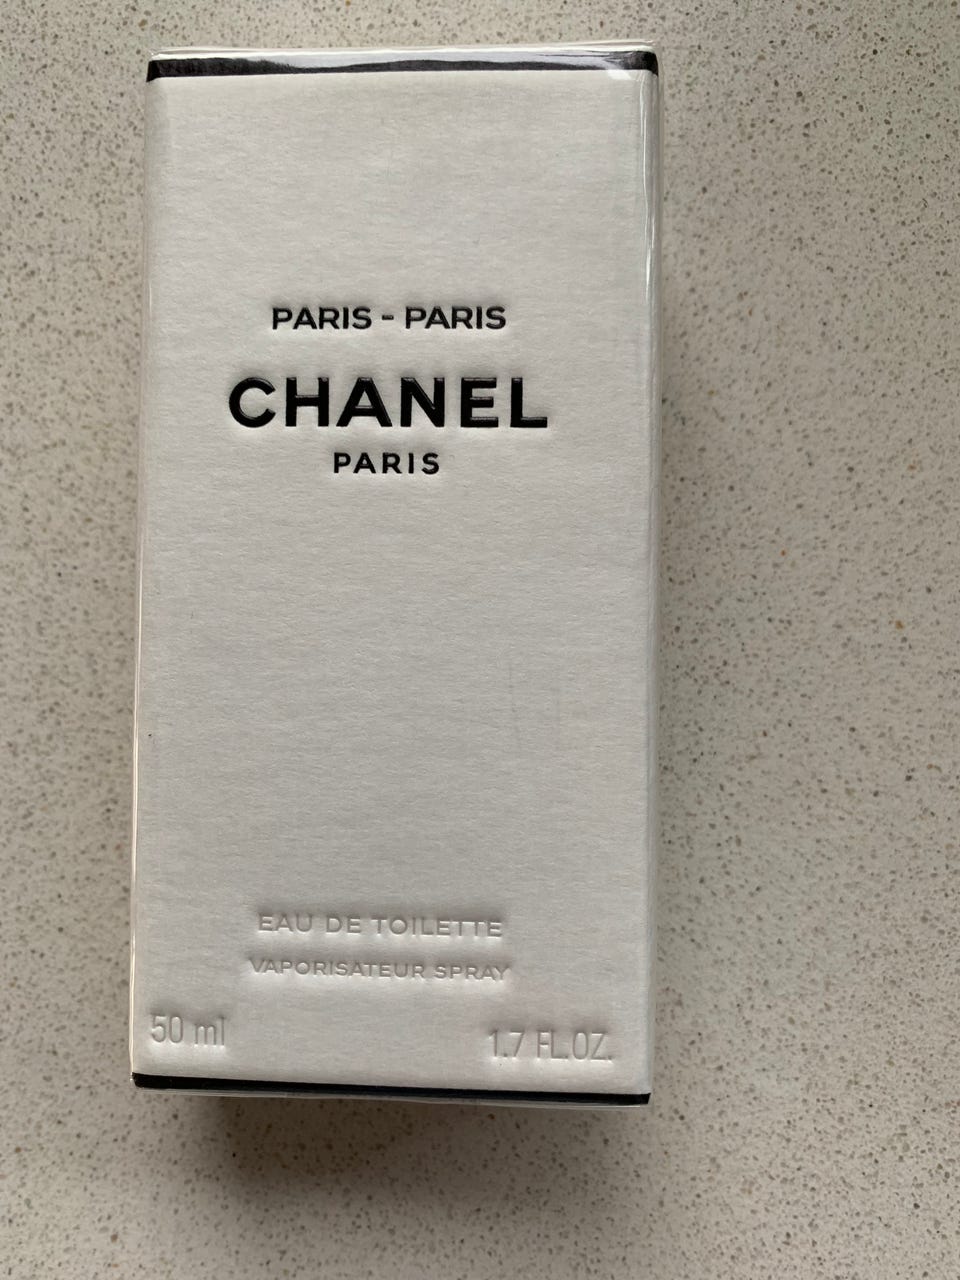 PARIS - PARIS
CHANEL
PARIS
EAU DE TOILETTE
VAPORISATEUR SPRAY
50 ml 1.7 FL.OZ.